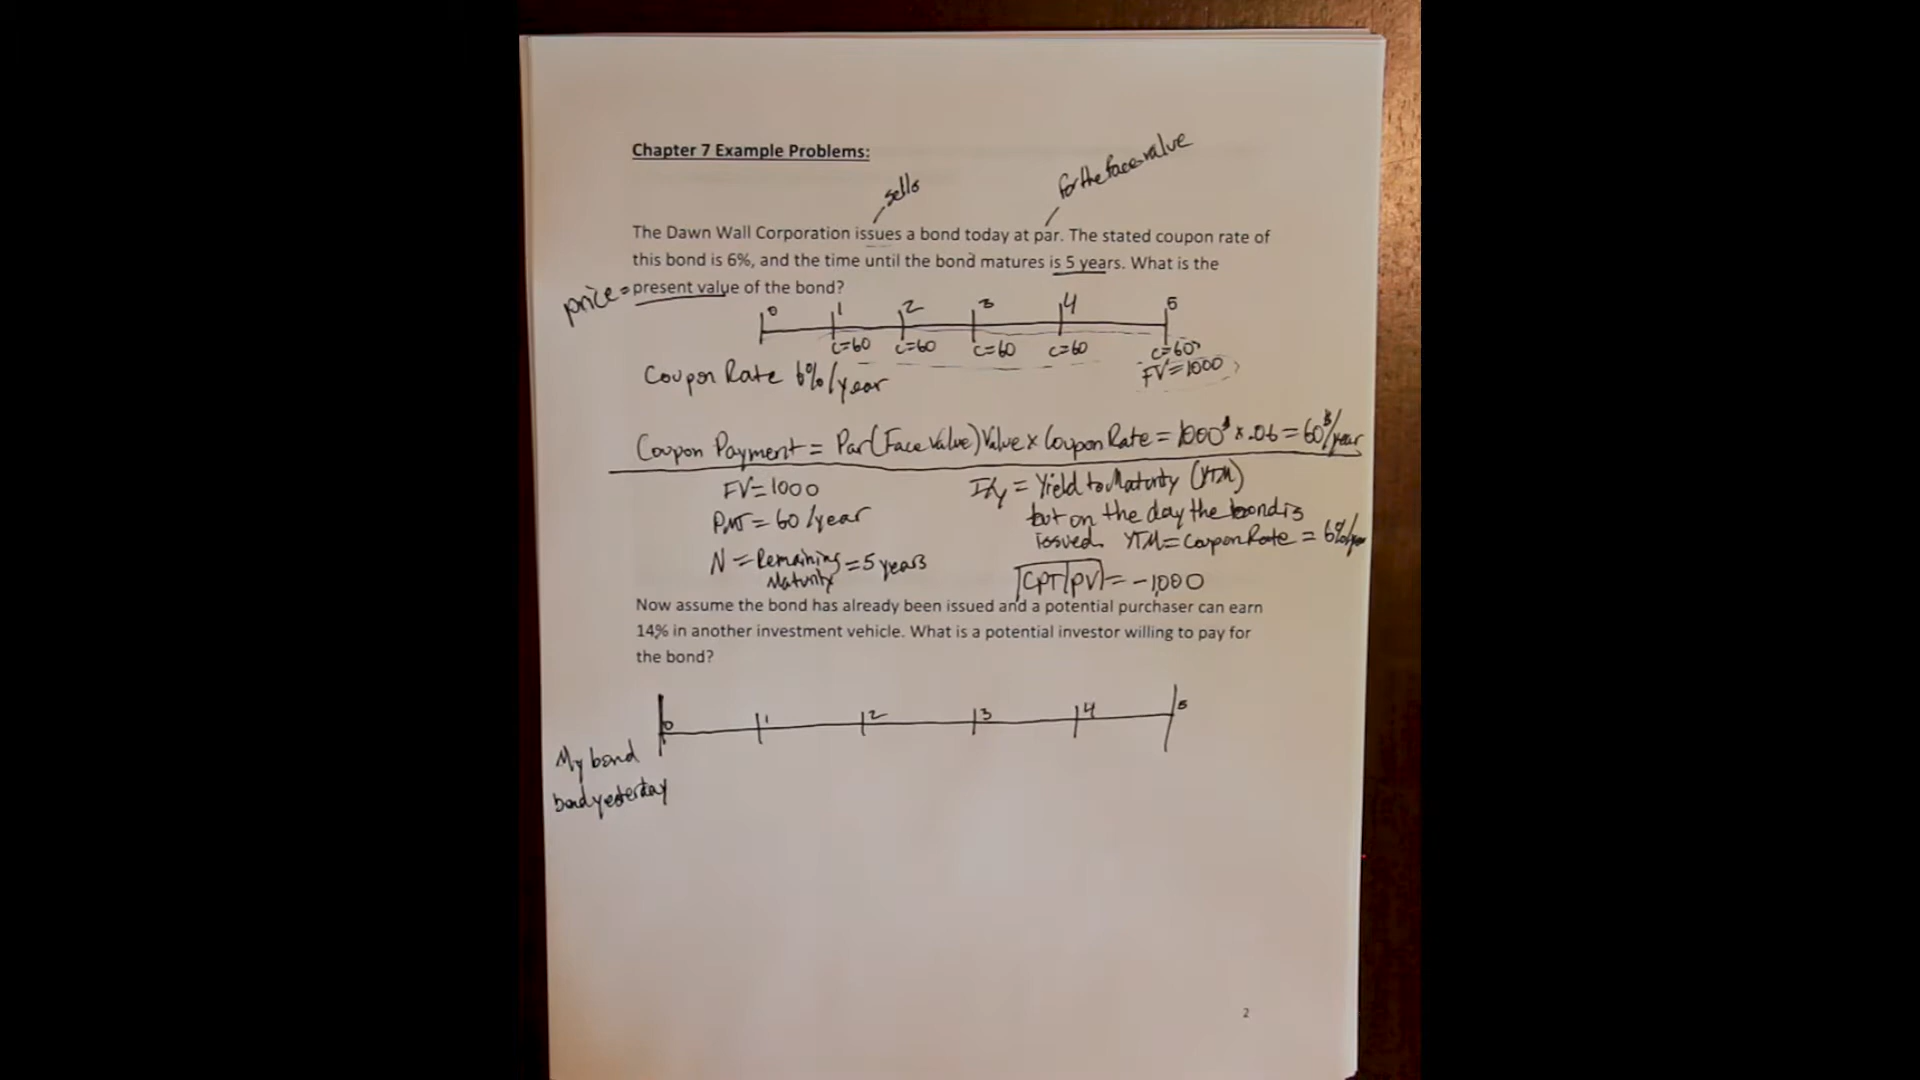 Chapter 7 Example Problems:
sells
for the face value
The Dawn Wall Corporation issues a bond today at par. The stated coupon rate of
this bond is 6%, and the time until the bond matures is 5 years. What is the
price = present value of the bond?
0 1 2 3 4 5
C=60 C=60 C=60 C=60 C=60
FV=1000
Coupon Rate 6%/year
Coupon Payment = Par(Face Value) Value x Coupon Rate = 1000$ x .06 = 60$/year
FV=1000
PMT = 60/year
N = Remaining = 5 years
Maturity
I/y = Yield to Maturity (YTM)
but on the day the bond is
issued YTM = Coupon Rate = 6%/year
CPT PV = -1,000
Now assume the bond has already been issued and a potential purchaser can earn
14% in another investment vehicle. What is a potential investor willing to pay for
the bond?
0 1 2 3 4 5
My bond
bond yesterday
2